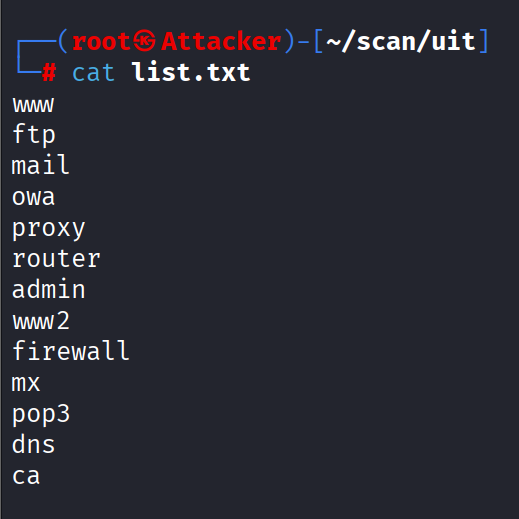 ┌──(root㉿Attacker)-[~/scan/uit]
└─# cat list.txt
www
ftp
mail
owa
proxy
router
admin
www2
firewall
mx
pop3
dns
ca